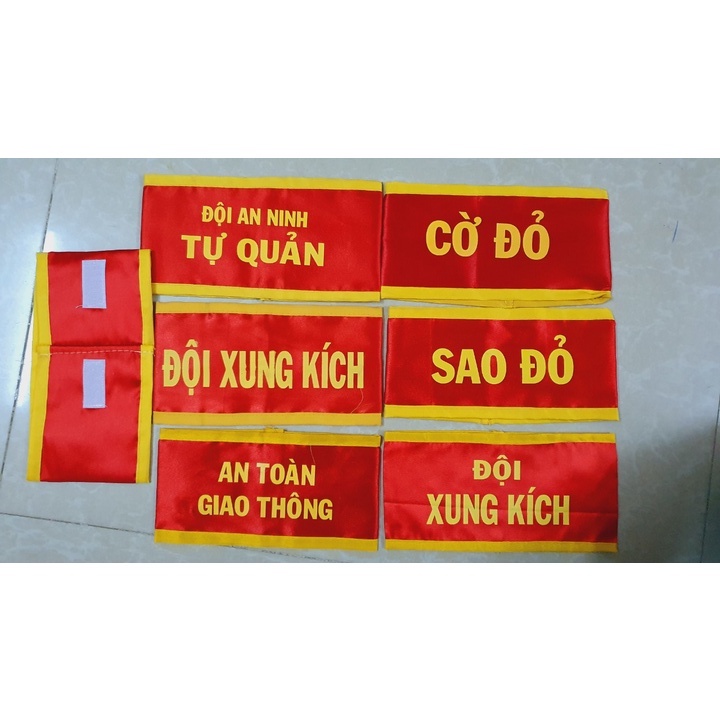 ĐỘI AN NINH
TỰ QUẢN
CỜ ĐỎ
ĐỘI XUNG KÍCH
SAO ĐỎ
AN TOÀN
GIAO THÔNG
ĐỘI
XUNG KÍCH